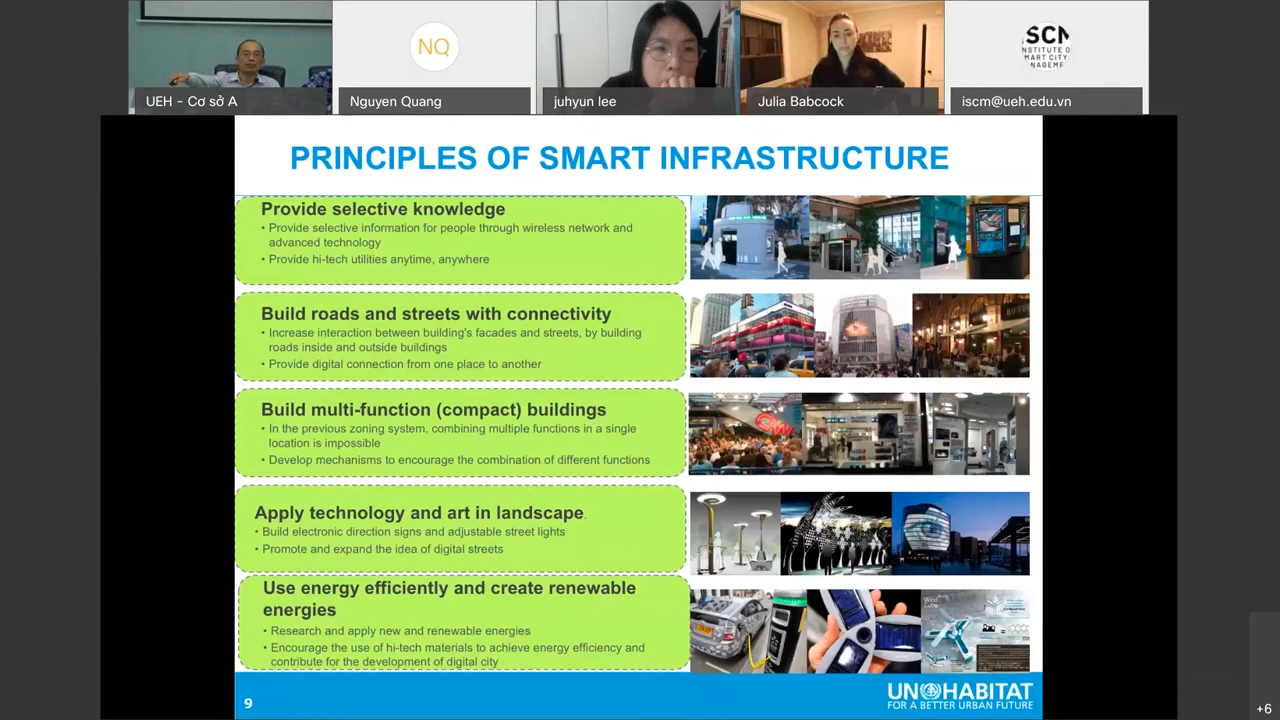 NQ
SCM
NSTITUTE O
MART CITY
NAGEME
UEH - Cơ sở A
Nguyen Quang
juhyun lee
Julia Babcock
iscm@ueh.edu.vn
PRINCIPLES OF SMART INFRASTRUCTURE
Provide selective knowledge
• Provide selective information for people through wireless network and
advanced technology
• Provide hi-tech utilities anytime, anywhere
Build roads and streets with connectivity
• Increase interaction between building's facades and streets, by building
roads inside and outside buildings
• Provide digital connection from one place to another
Build multi-function (compact) buildings
• In the previous zoning system, combining multiple functions in a single
location is impossible
• Develop mechanisms to encourage the combination of different functions
CNN
Apply technology and art in landscape.
• Build electronic direction signs and adjustable street lights
• Promote and expand the idea of digital streets
Use energy efficiently and create renewable
energies
• Research and apply new and renewable energies
• Encourage the use of hi-tech materials to achieve energy efficiency and
contribute for the development of digital city
9
UN HABITAT
FOR A BETTER URBAN FUTURE
+6